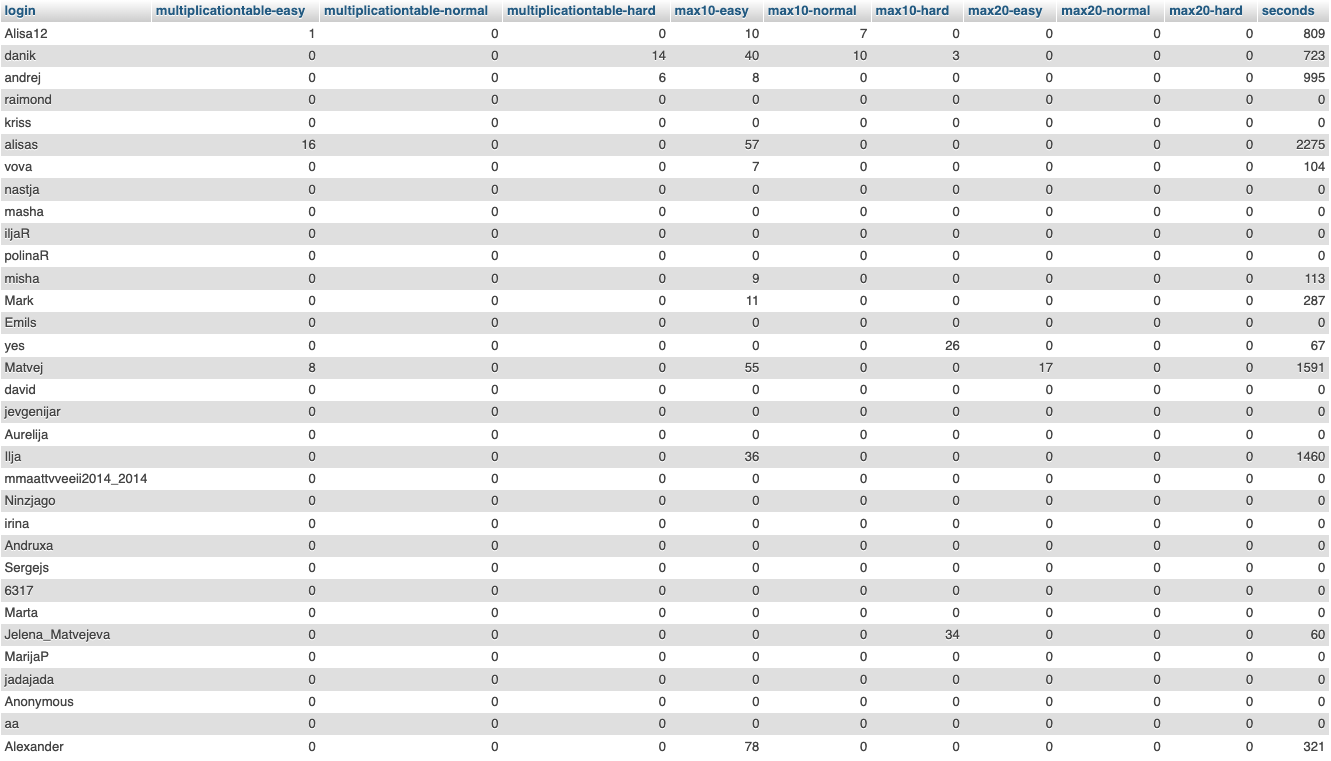 login multiplicationtable-easy multiplicationtable-normal multiplicationtable-hard max10-easy max10-normal max10-hard max20-easy max20-normal max20-hard seconds
Alisa12 1 0 0 10 7 0 0 0 0 809
danik 0 0 14 40 10 3 0 0 0 723
andrej 0 0 6 8 0 0 0 0 0 995
raimond 0 0 0 0 0 0 0 0 0 0
kriss 0 0 0 0 0 0 0 0 0 0
alisas 16 0 0 57 0 0 0 0 0 2275
vova 0 0 0 7 0 0 0 0 0 104
nastja 0 0 0 0 0 0 0 0 0 0
masha 0 0 0 0 0 0 0 0 0 0
iljaR 0 0 0 0 0 0 0 0 0 0
polinaR 0 0 0 0 0 0 0 0 0 0
misha 0 0 0 9 0 0 0 0 0 113
Mark 0 0 0 11 0 0 0 0 0 287
Emils 0 0 0 0 0 0 0 0 0 0
yes 0 0 0 0 0 26 0 0 0 67
Matvej 8 0 0 55 0 0 17 0 0 1591
david 0 0 0 0 0 0 0 0 0 0
jevgenijar 0 0 0 0 0 0 0 0 0 0
Aurelija 0 0 0 0 0 0 0 0 0 0
Ilja 0 0 0 36 0 0 0 0 0 1460
mmaattvveeii2014_2014 0 0 0 0 0 0 0 0 0 0
Ninzjago 0 0 0 0 0 0 0 0 0 0
irina 0 0 0 0 0 0 0 0 0 0
Andruxa 0 0 0 0 0 0 0 0 0 0
Sergejs 0 0 0 0 0 0 0 0 0 0
6317 0 0 0 0 0 0 0 0 0 0
Marta 0 0 0 0 0 0 0 0 0 0
Jelena_Matvejeva 0 0 0 0 0 34 0 0 0 60
MarijaP 0 0 0 0 0 0 0 0 0 0
jadajada 0 0 0 0 0 0 0 0 0 0
Anonymous 0 0 0 0 0 0 0 0 0 0
aa 0 0 0 0 0 0 0 0 0 0
Alexander 0 0 0 78 0 0 0 0 0 321